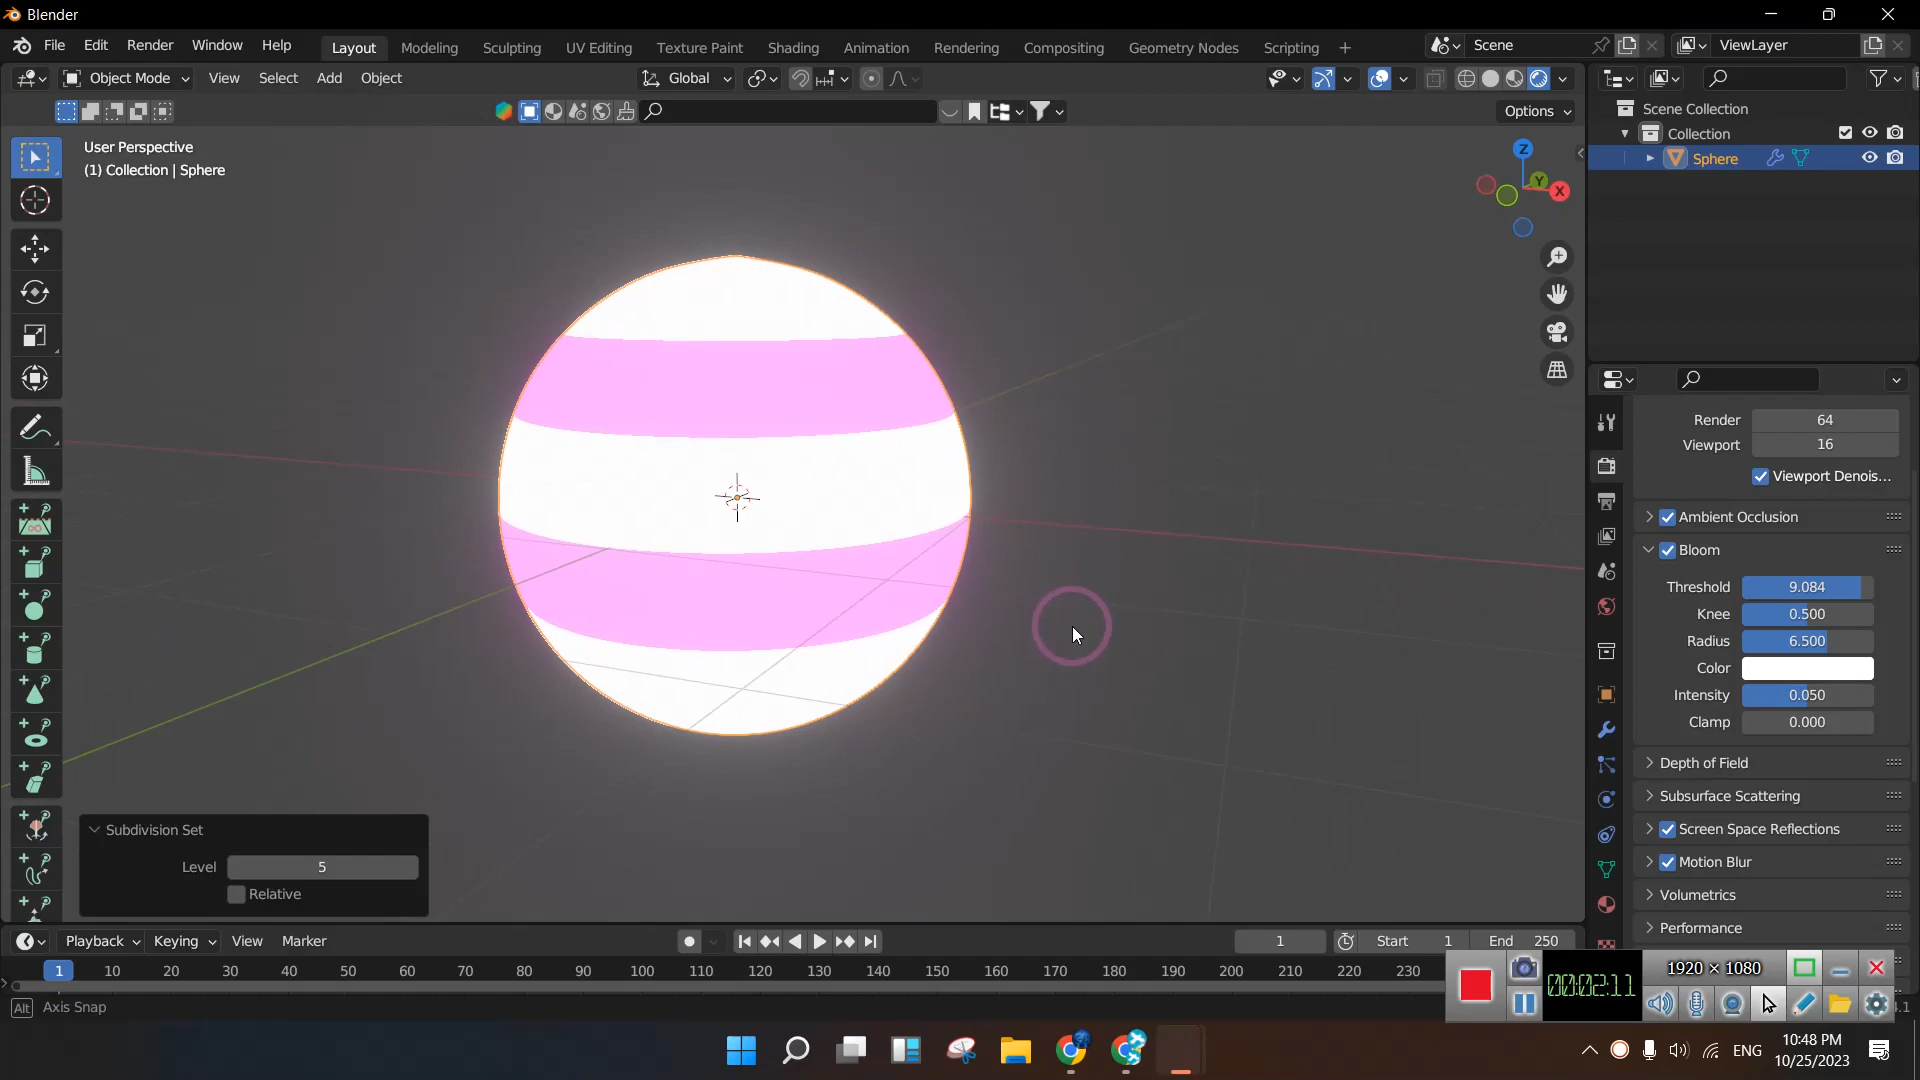 Blender
File Edit Render Window Help
Layout Modeling Sculpting UV Editing Texture Paint Shading Animation Rendering Compositing Geometry Nodes Scripting +
Scene
ViewLayer
Object Mode View Select Add Object
Global
Options
User Perspective
(1) Collection | Sphere
Z
Y
X
Scene Collection
Collection
Sphere
Render 64
Viewport 16
Viewport Denois...
Ambient Occlusion
Bloom
Threshold 9.084
Knee 0.500
Radius 6.500
Color
Intensity 0.050
Clamp 0.000
Depth of Field
Subsurface Scattering
Screen Space Reflections
Motion Blur
Volumetrics
Performance
Subdivision Set
Level 5
Relative
Playback Keying View Marker
1 Start 1 End 250
1 10 20 30 40 50 60 70 80 90 100 110 120 130 140 150 160 170 180 190 200 210 220 230
Alt Axis Snap
1920 × 1080
00:02:11
ENG
10:48 PM
10/25/2023